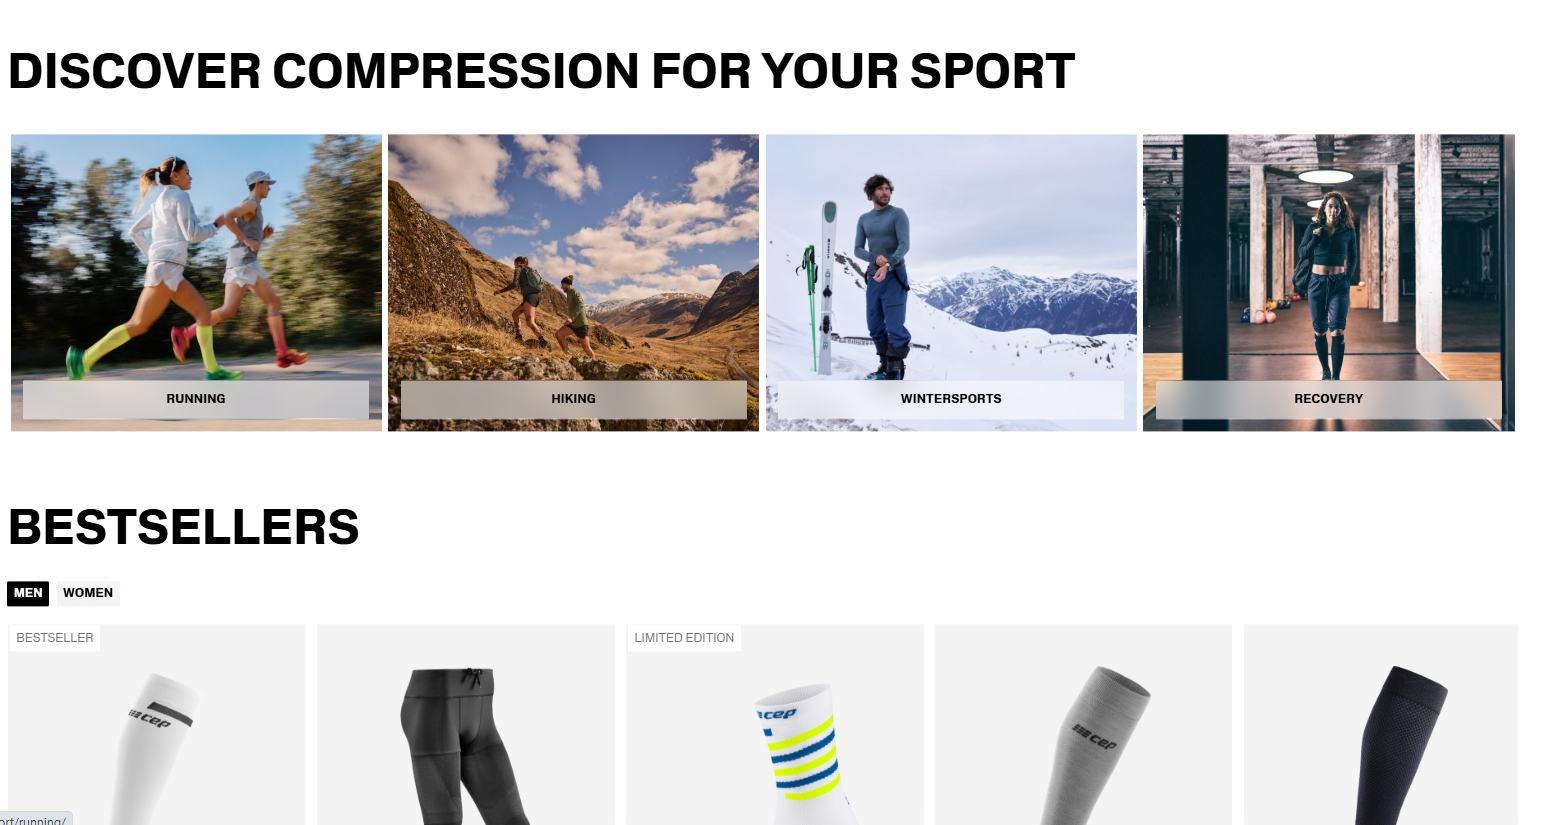 DISCOVER COMPRESSION FOR YOUR SPORT
RUNNING
HIKING
WINTERSPORTS
RECOVERY
BESTSELLERS
MEN
WOMEN
BESTSELLER
LIMITED EDITION
cep
cep
cep
ort/running/